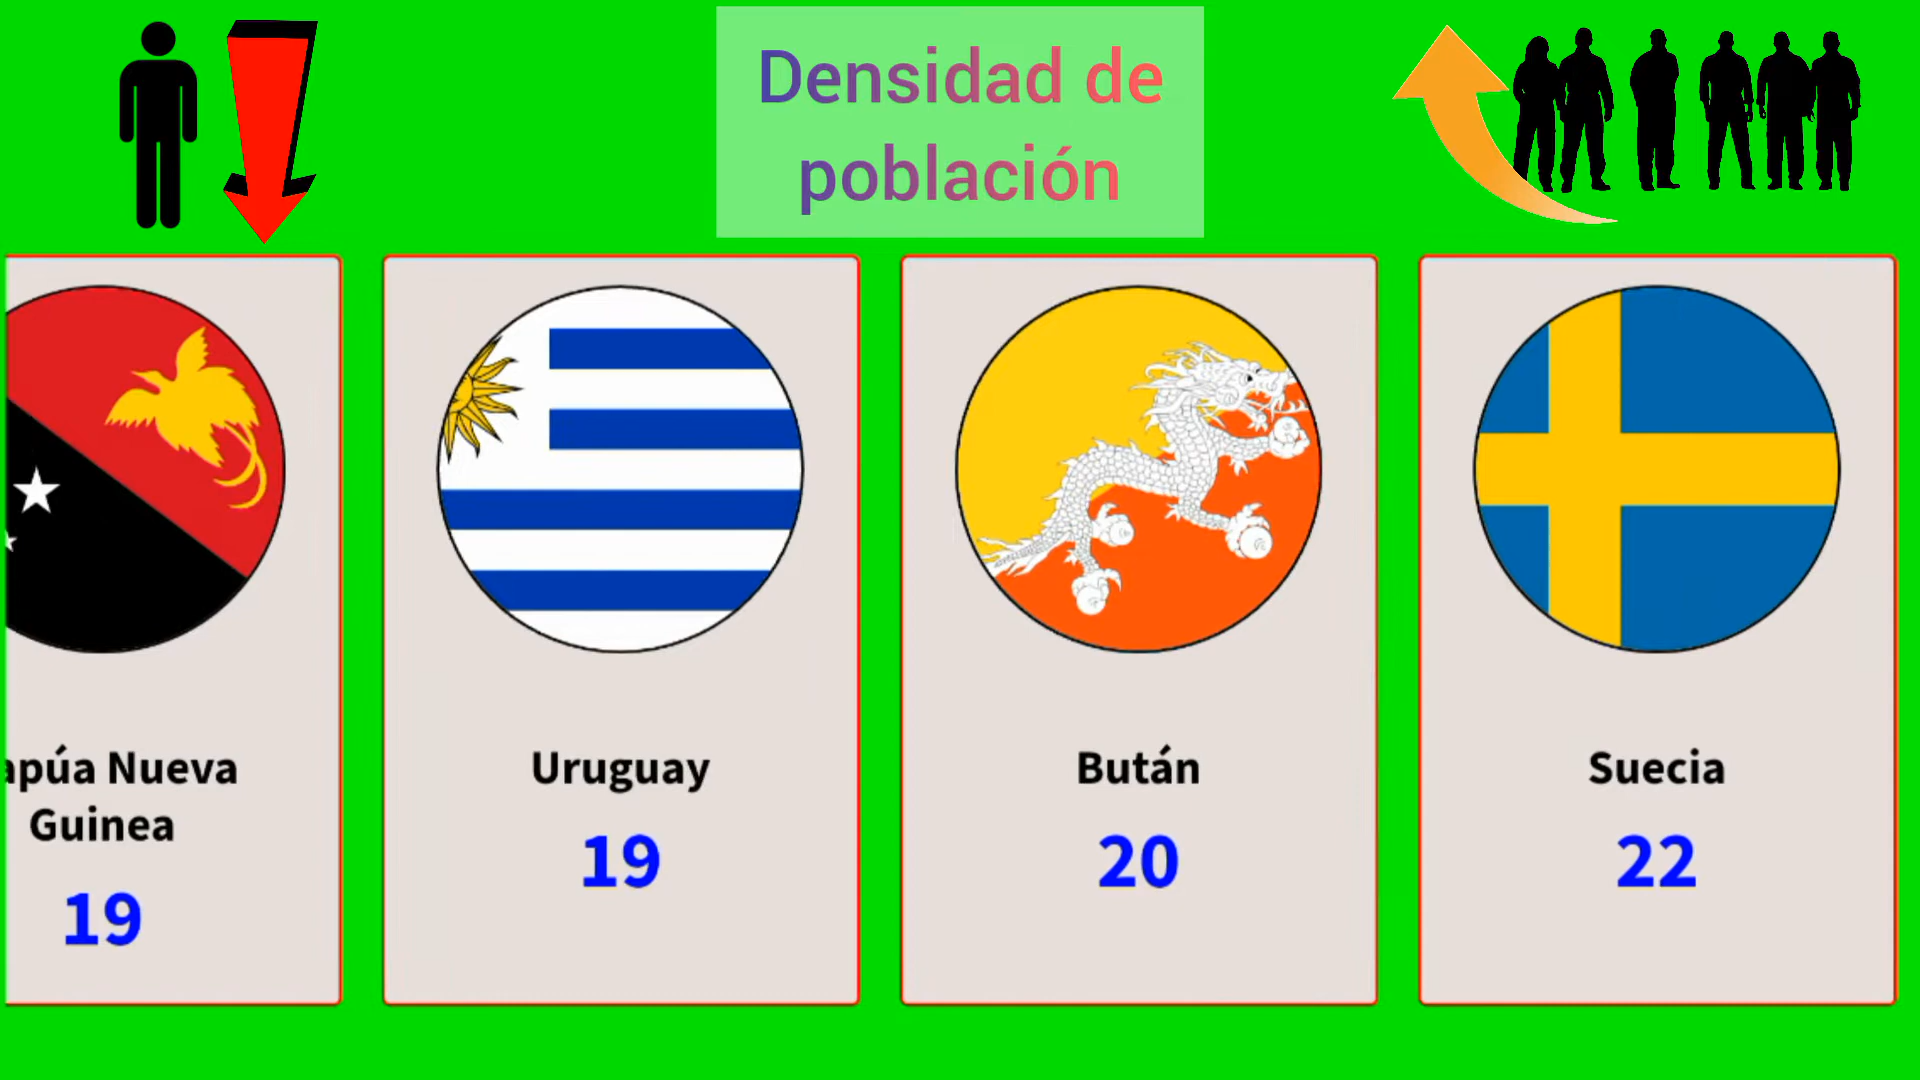 Densidad de
población
apúa Nueva
Guinea
19
Uruguay
19
Bután
20
Suecia
22